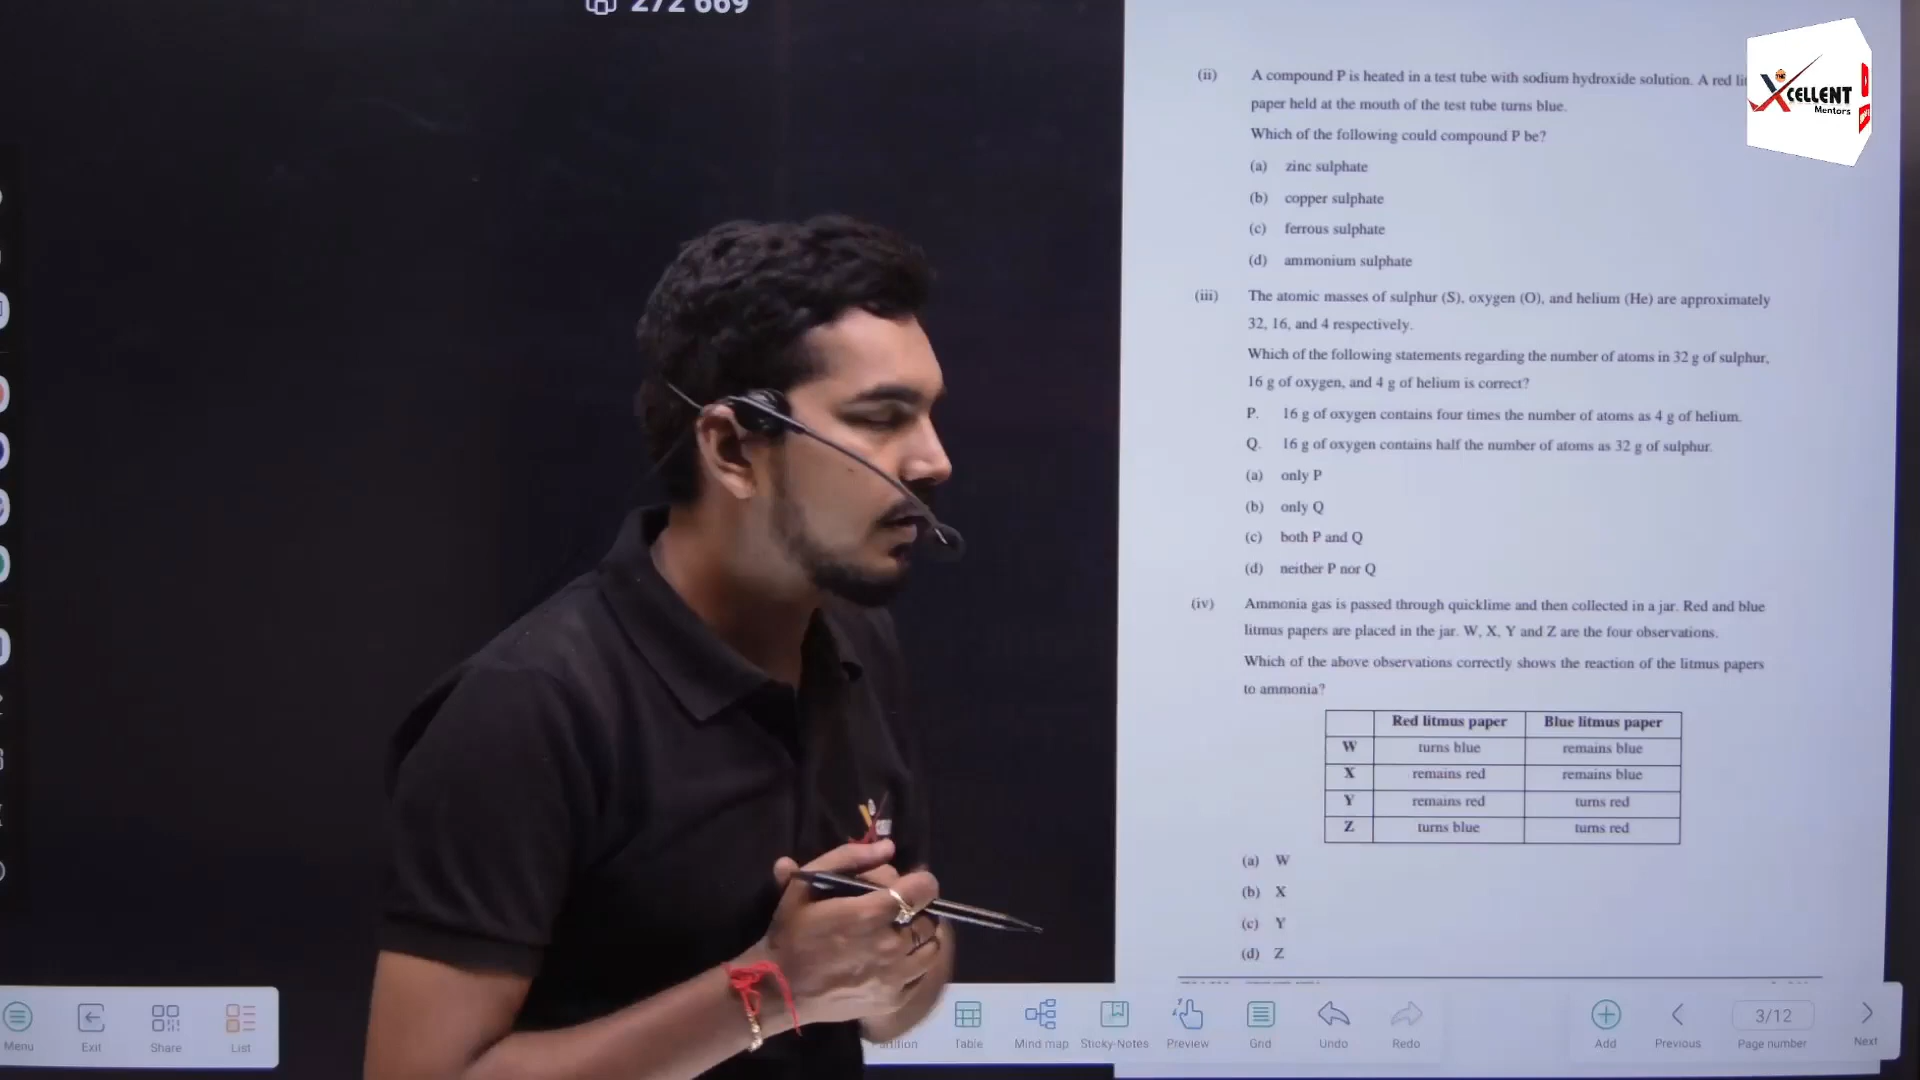 272 669
XCELLENT
Mentors
(ii) A compound P is heated in a test tube with sodium hydroxide solution. A red
paper held at the mouth of the test tube turns blue.
Which of the following could compound P be?
(a) zinc sulphate
(b) copper sulphate
(c) ferrous sulphate
(d) ammonium sulphate
(iii) The atomic masses of sulphur (S), oxygen (O), and helium (He) are approximately
32, 16, and 4 respectively.
Which of the following statements regarding the number of atoms in 32 g of sulphur,
16 g of oxygen, and 4 g of helium is correct?
P. 16 g of oxygen contains four times the number of atoms as 4 g of helium.
Q. 16 g of oxygen contains half the number of atoms as 32 g of sulphur.
(a) only P
(b) only Q
(c) both P and Q
(d) neither P nor Q
(iv) Ammonia gas is passed through quicklime and then collected in a jar. Red and blue
litmus papers are placed in the jar. W, X, Y and Z are the four observations.
Which of the above observations correctly shows the reaction of the litmus papers
to ammonia?
Red litmus paper Blue litmus paper
W turns blue remains blue
X remains red remains blue
Y remains red turns red
Z turns blue turns red
(a) W
(b) X
(c) Y
(d) Z
Menu Exit Share List Table Mind map Sticky-Notes Preview Grid Undo Redo Add Previous 3/12 Page number Next